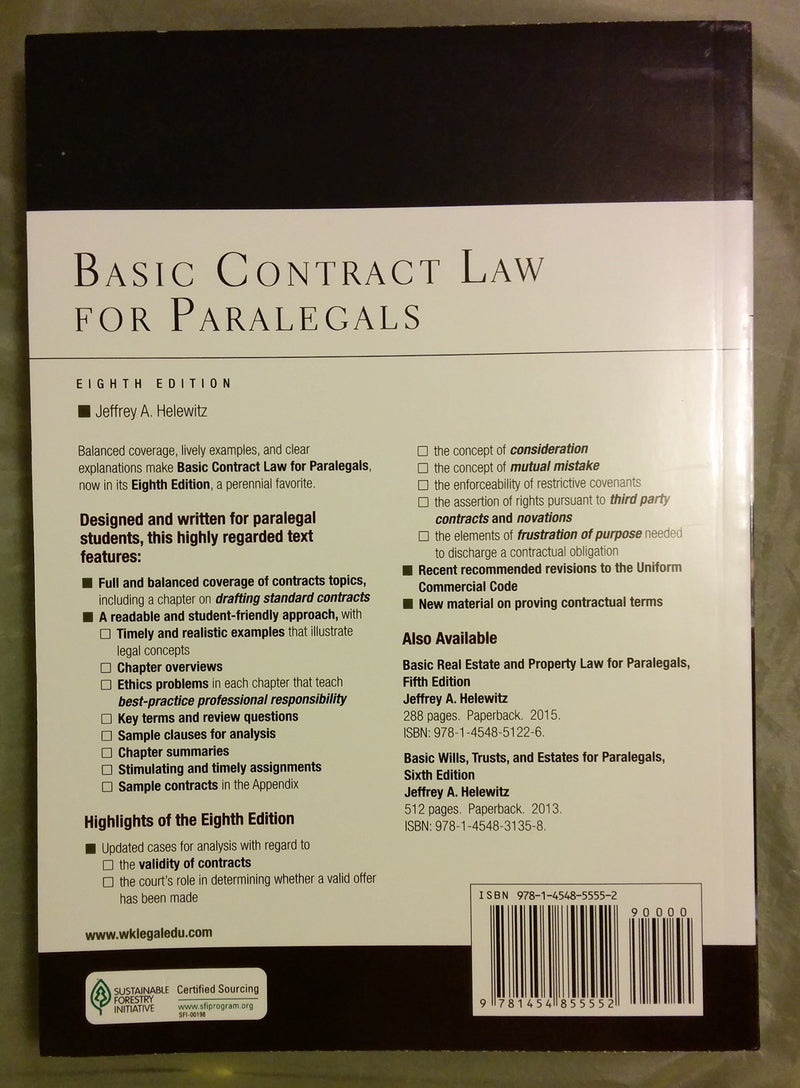 BASIC CONTRACT LAW
FOR PARALEGALS
EIGHTH EDITION
■ Jeffrey A. Helewitz
Balanced coverage, lively examples, and clear
explanations make Basic Contract Law for Paralegals,
now in its Eighth Edition, a perennial favorite.
Designed and written for paralegal
students, this highly regarded text
features:
■ Full and balanced coverage of contracts topics,
including a chapter on drafting standard contracts
■ A readable and student-friendly approach, with
□ Timely and realistic examples that illustrate
legal concepts
□ Chapter overviews
□ Ethics problems in each chapter that teach
best-practice professional responsibility
□ Key terms and review questions
□ Sample clauses for analysis
□ Chapter summaries
□ Stimulating and timely assignments
□ Sample contracts in the Appendix
Highlights of the Eighth Edition
■ Updated cases for analysis with regard to
□ the validity of contracts
□ the court's role in determining whether a valid offer
has been made
www.wklegaledu.com
□ the concept of consideration
□ the concept of mutual mistake
□ the enforceability of restrictive covenants
□ the assertion of rights pursuant to third party
contracts and novations
□ the elements of frustration of purpose needed
to discharge a contractual obligation
■ Recent recommended revisions to the Uniform
Commercial Code
■ New material on proving contractual terms
Also Available
Basic Real Estate and Property Law for Paralegals,
Fifth Edition
Jeffrey A. Helewitz
288 pages. Paperback. 2015.
ISBN: 978-1-4548-5122-6.
Basic Wills, Trusts, and Estates for Paralegals,
Sixth Edition
Jeffrey A. Helewitz
512 pages. Paperback. 2013.
ISBN: 978-1-4548-3135-8.
ISBN 978-1-4548-5555-2
90000
9 781454 855552
SUSTAINABLE
FORESTRY
INITIATIVE
Certified Sourcing
www.sfiprogram.org
SFI-00198